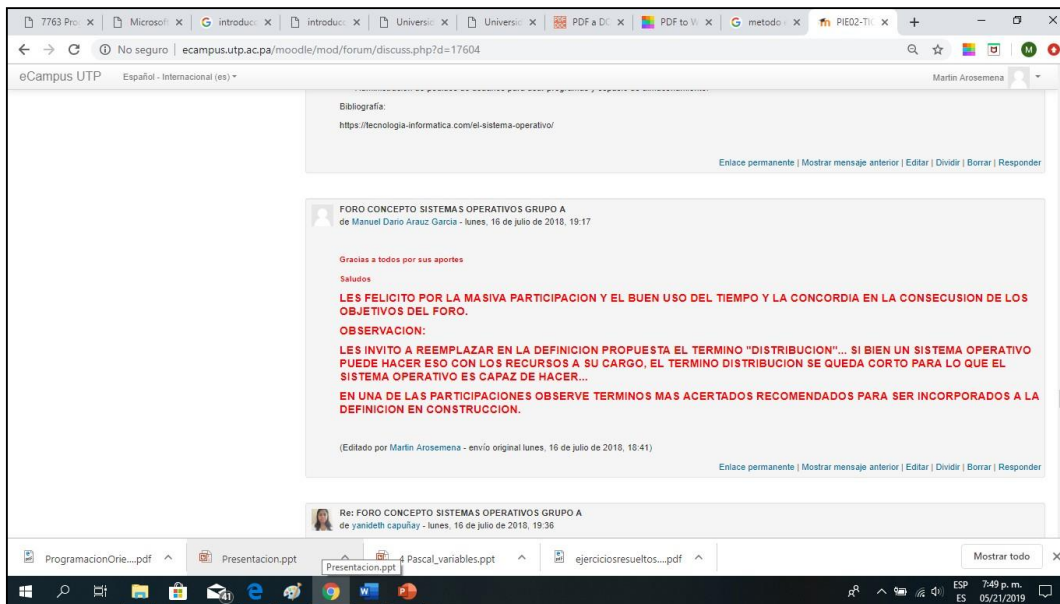 7763 Pro
Microsof
introducc
introducc
Universid
Universid
PDF a DO
PDF to W
metodo
PIE02-TIC
No seguro | ecampus.utp.ac.pa/moodle/mod/forum/discuss.php?d=17604
M
eCampus UTP
Español - Internacional (es)
Martin Arosemena
Bibliografía:
https://tecnologia-informatica.com/el-sistema-operativo/
Enlace permanente | Mostrar mensaje anterior | Editar | Dividir | Borrar | Responder
FORO CONCEPTO SISTEMAS OPERATIVOS GRUPO A
de Manuel Dario Arauz Garcia - lunes, 16 de julio de 2018, 19:17
Gracias a todos por sus aportes
Saludos
LES FELICITO POR LA MASIVA PARTICIPACION Y EL BUEN USO DEL TIEMPO Y LA CONCORDIA EN LA CONSECUSION DE LOS
OBJETIVOS DEL FORO.
OBSERVACION:
LES INVITO A REEMPLAZAR EN LA DEFINICION PROPUESTA EL TERMINO "DISTRIBUCION"... SI BIEN UN SISTEMA OPERATIVO
PUEDE HACER ESO CON LOS RECURSOS A SU CARGO, EL TERMINO DISTRIBUCION SE QUEDA CORTO PARA LO QUE EL
SISTEMA OPERATIVO ES CAPAZ DE HACER...
EN UNA DE LAS PARTICIPACIONES OBSERVE TERMINOS MAS ACERTADOS RECOMENDADOS PARA SER INCORPORADOS A LA
DEFINICION EN CONSTRUCCION.
(Editado por Martin Arosemena - envío original lunes, 16 de julio de 2018, 18:41)
Enlace permanente | Mostrar mensaje anterior | Editar | Dividir | Borrar | Responder
Re: FORO CONCEPTO SISTEMAS OPERATIVOS GRUPO A
de yanideth capuñay - lunes, 16 de julio de 2018, 19:36
ProgramacionOrie....pdf
Presentacion.ppt
4 Pascal_variables.ppt
ejerciciosresueltos....pdf
Mostrar todo
Presentacion.ppt
41
ESP
ES
7:49 p. m.
05/21/2019